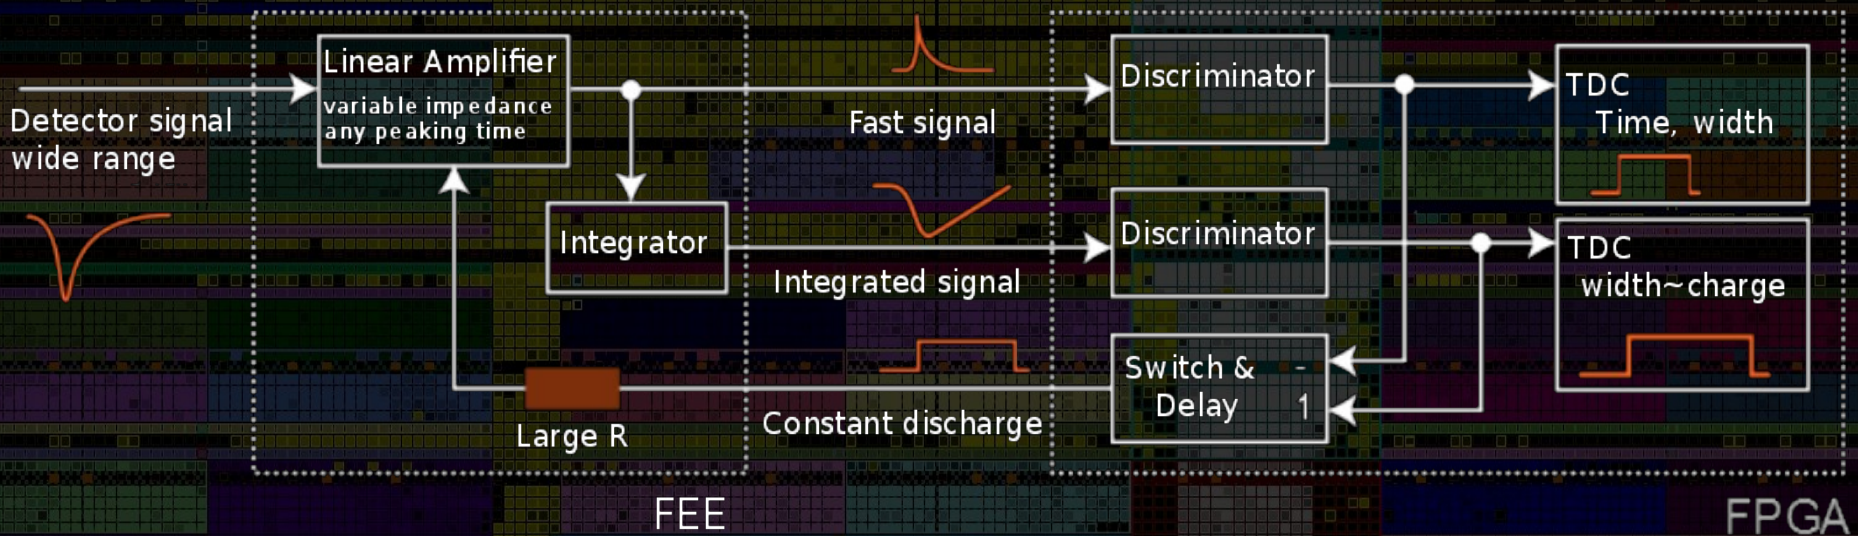 Linear Amplifier
variable impedance
any peaking time
Detector signal
wide range
Fast signal
Discriminator
TDC
Time, width
Integrator
Integrated signal
Discriminator
TDC
width~charge
Switch & -
Delay 1
Large R
Constant discharge
FEE
FPGA